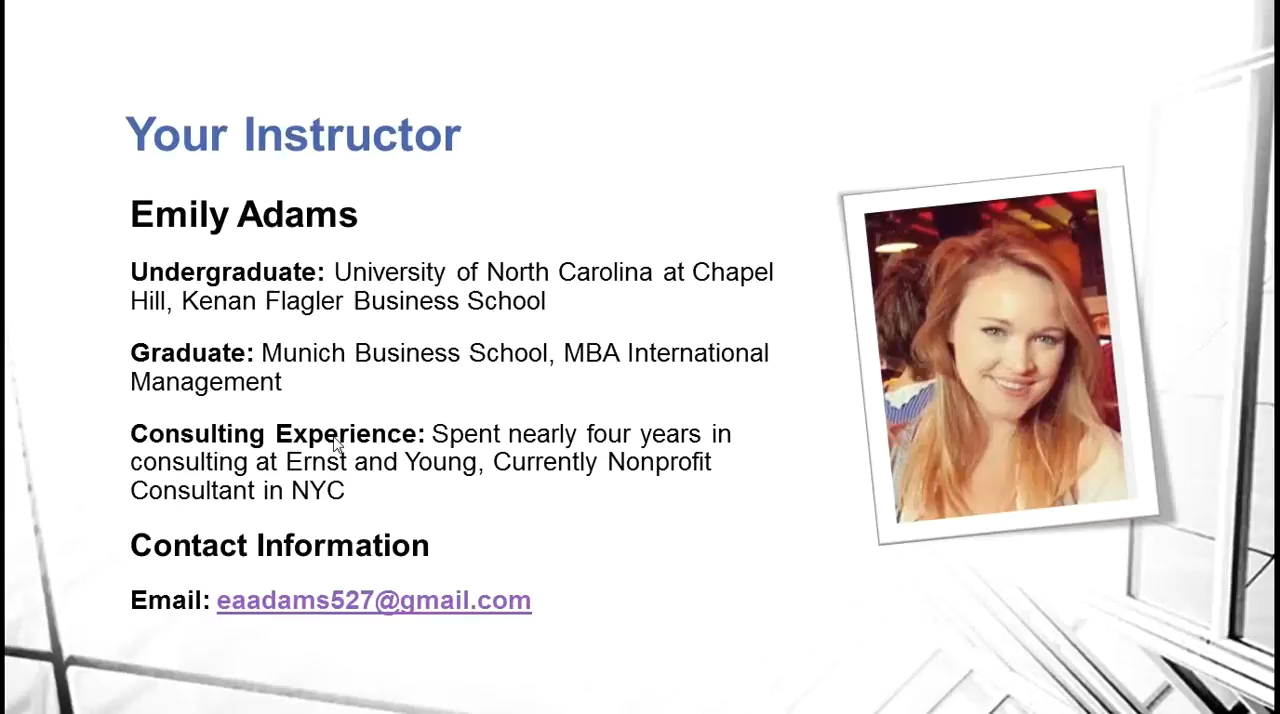 Your Instructor
Emily Adams
Undergraduate: University of North Carolina at Chapel
Hill, Kenan Flagler Business School
Graduate: Munich Business School, MBA International
Management
Consulting Experience: Spent nearly four years in
consulting at Ernst and Young, Currently Nonprofit
Consultant in NYC
Contact Information
Email: eaadams527@gmail.com